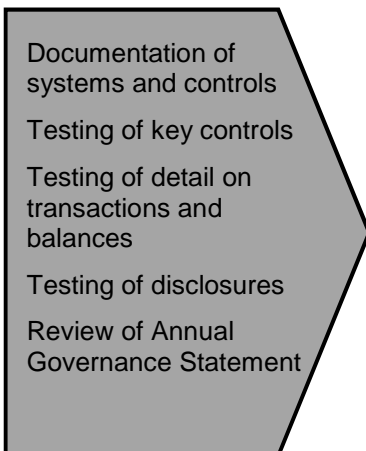 Documentation of
systems and controls
Testing of key controls
Testing of detail on
transactions and
balances
Testing of disclosures
Review of Annual
Governance Statement